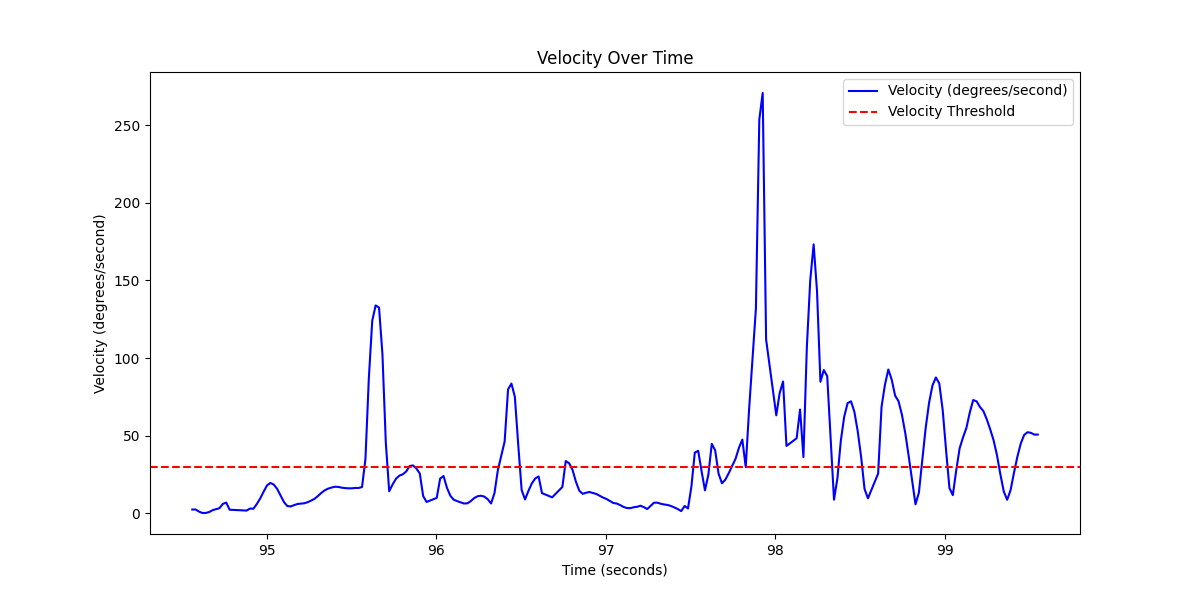 Velocity Over Time
Velocity (degrees/second)
Velocity Threshold
Velocity (degrees/second)
250
200
150
100
50
0
95 96 97 98 99
Time (seconds)